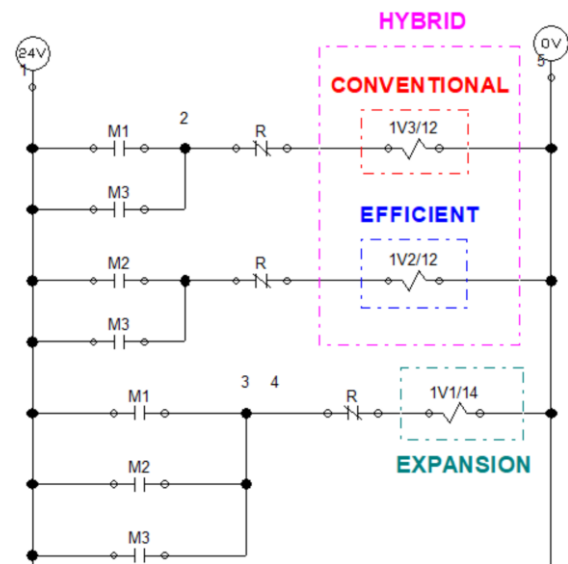 HYBRID
24V
0V
1
5
CONVENTIONAL
M1
2
R
1V3/12
M3
EFFICIENT
M2
R
1V2/12
M3
3 4
M1
R
1V1/14
EXPANSION
M2
M3